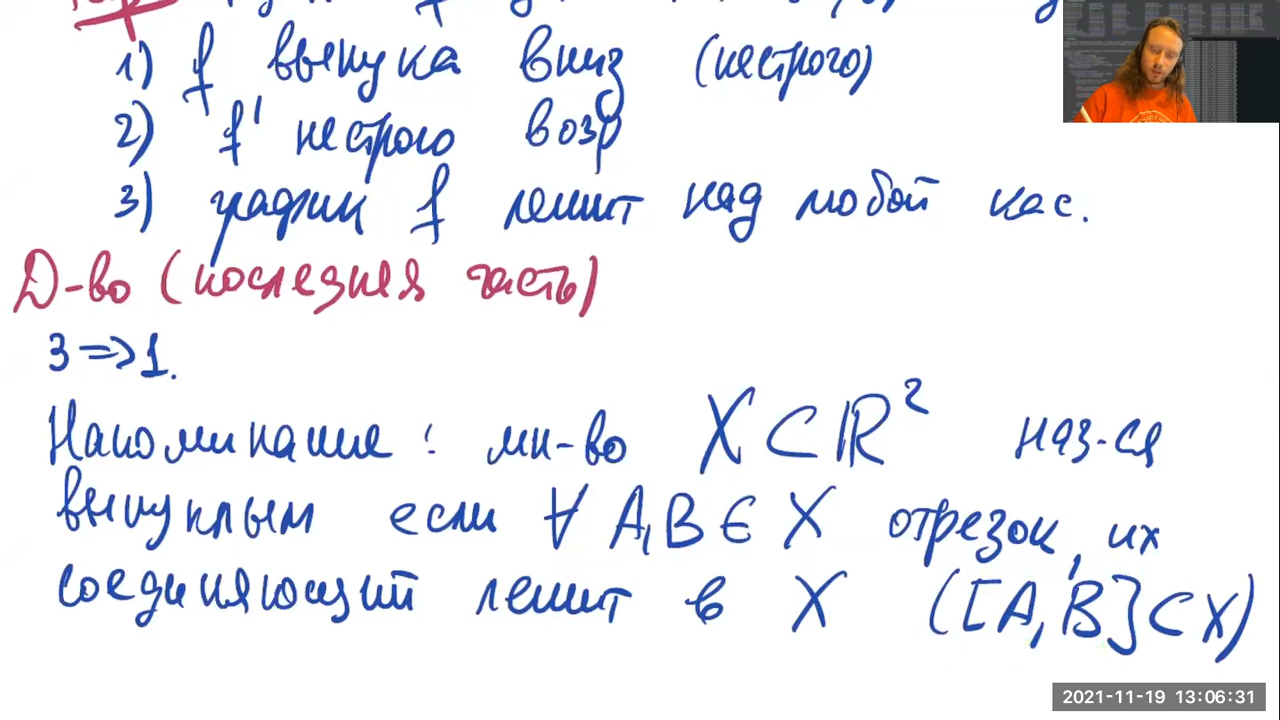 1) f выпукла вниз (нестрого)
2) f' нестрого возр
3) график f лежит над любой кас.
Д-во (последняя часть)
3 => 1.
Напоминание: мн-во X ⊂ ℝ² наз-ся
выпуклым если ∀ A, B ∈ X отрезок, их
соединяющий лежит в X ([A, B] ⊂ X)
2021-11-19 13:06:31